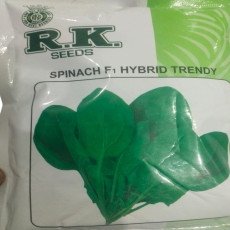 R.K.
SEEDS
SPINACH F1 HYBRID TRENDY